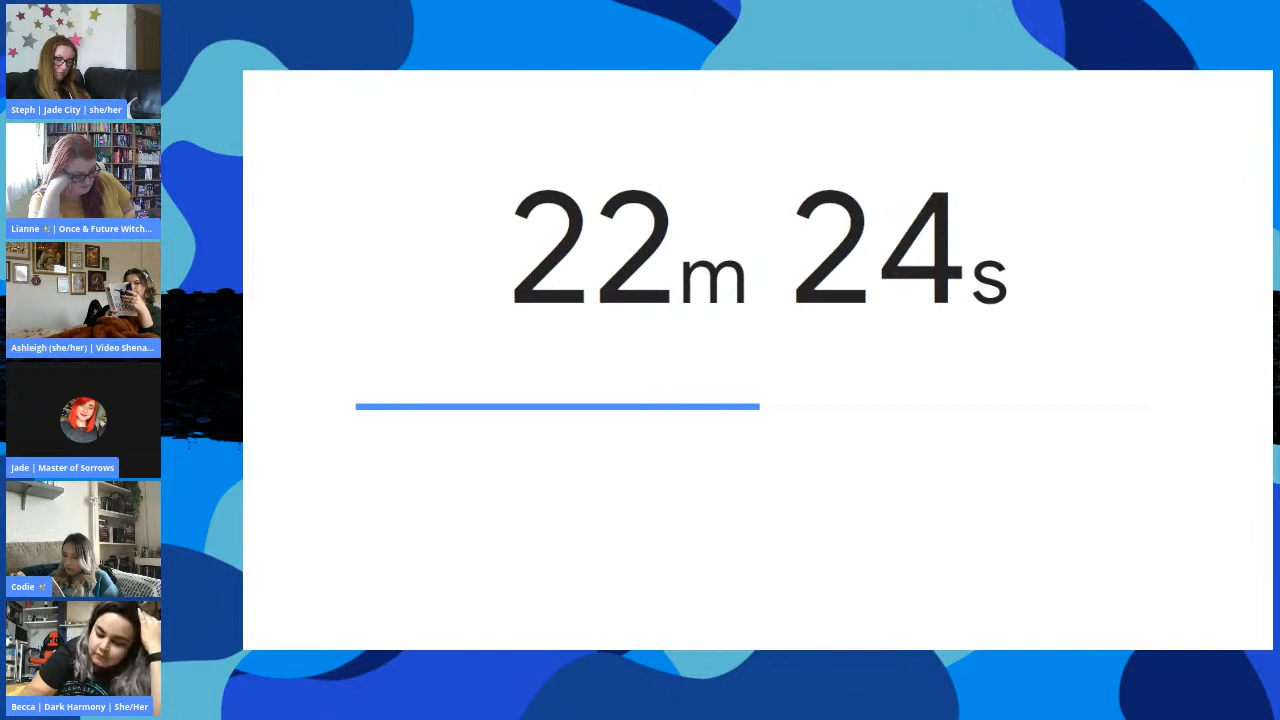 Steph | Jade City | she/her
Lianne ✨ | Once & Future Witch...
Ashleigh (she/her) | Video Shena...
Jade | Master of Sorrows
Codie ✨
Becca | Dark Harmony | She/Her
22m 24s